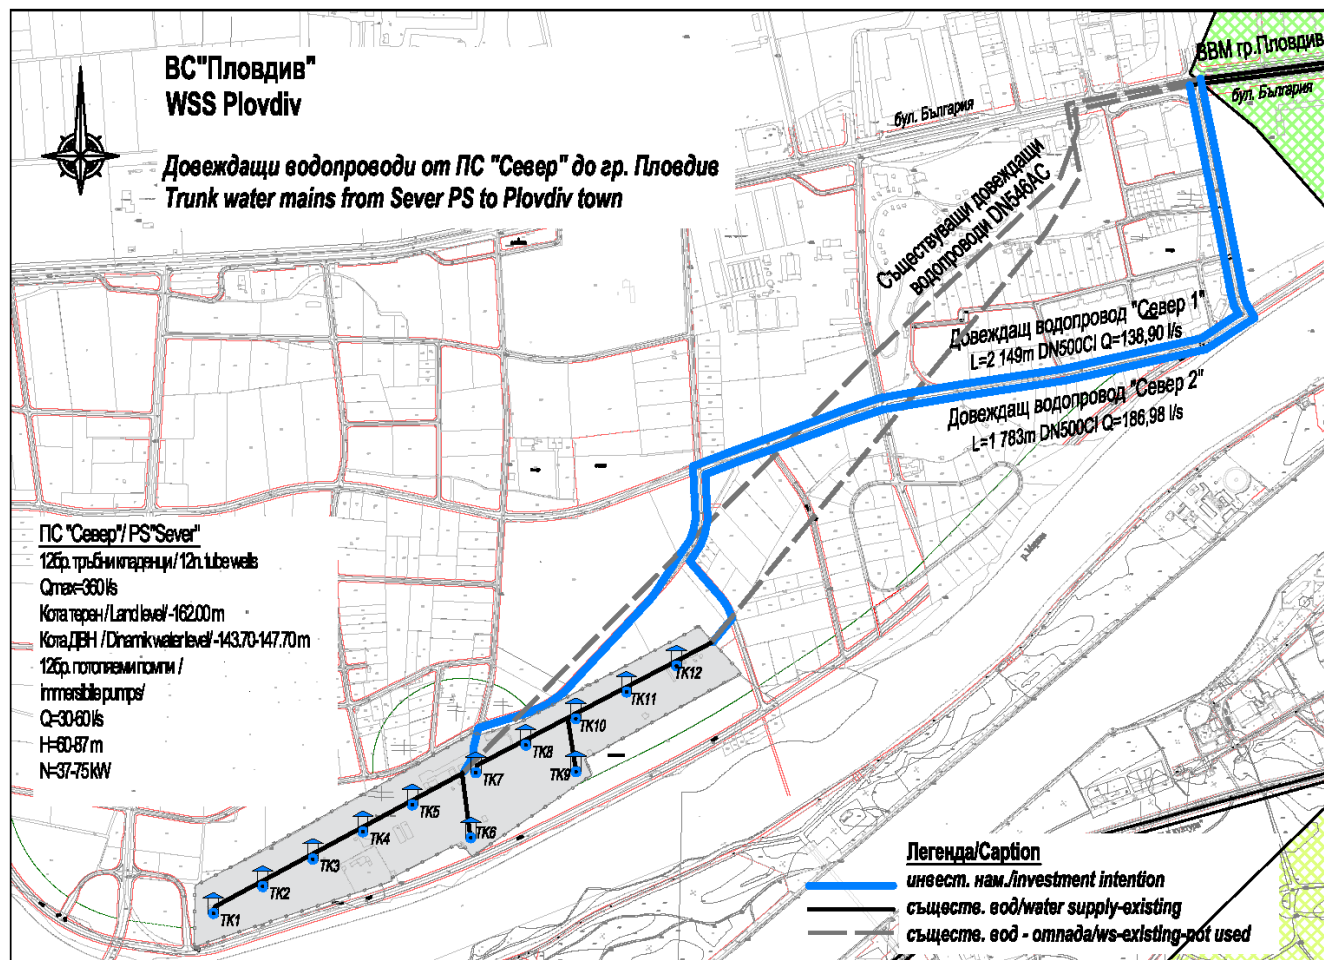 ВС"Пловдив"
WSS Plovdiv
Довеждащи водопроводи от ПС "Север" до гр. Пловдив
Trunk water mains from Sever PS to Plovdiv town
ВВМ гр.Пловдив
бул. България
бул. България
Съществуващи довеждащи
водопроводи DN546AC
Довеждащ водопровод "Север 1"
L=2 149m DN500CI Q=138,90 l/s
Довеждащ водопровод "Север 2"
L=1 783m DN500CI Q=186,98 l/s
ПС "Север"/ PS"Sever"
12бр. тръбни кладенци / 12n. tube wells
Qmax=360l/s
Кота терен / Land level/ -162.00 m
Кота ДВН / Dinamik water level/ -143.70-147.70 m
12бр. потопяеми помпи /
immersible pumps/
Q=30-60 l/s
H=60-87 m
N=37-75 kW
TK12
TK11
TK10
TK8
TK9
TK7
TK5
TK6
TK4
TK3
TK2
TK1
Легенда/Caption
инвест. нам./investment intention
съществ. вод/water supply-existing
съществ. вод - отпада/ws-existing-not used